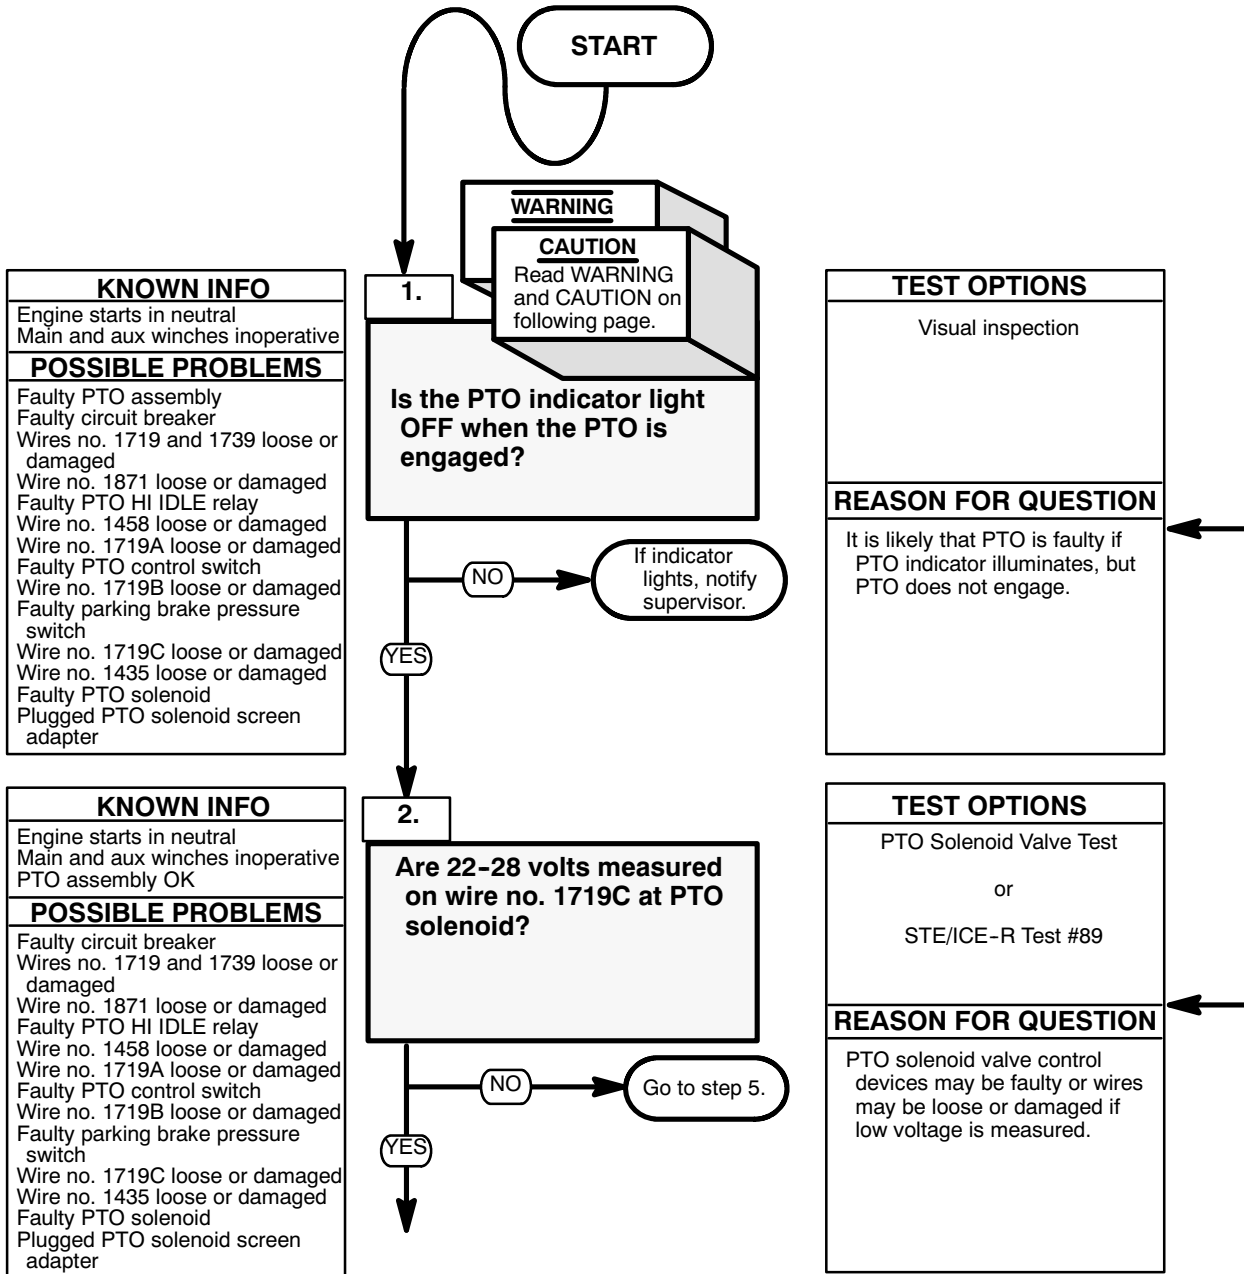 START
WARNING
CAUTION
Read WARNING
and CAUTION on
following page.
KNOWN INFO
Engine starts in neutral
Main and aux winches inoperative
POSSIBLE PROBLEMS
Faulty PTO assembly
Faulty circuit breaker
Wires no. 1719 and 1739 loose or
damaged
Wire no. 1871 loose or damaged
Faulty PTO HI IDLE relay
Wire no. 1458 loose or damaged
Wire no. 1719A loose or damaged
Faulty PTO control switch
Wire no. 1719B loose or damaged
Faulty parking brake pressure
switch
Wire no. 1719C loose or damaged
Wire no. 1435 loose or damaged
Faulty PTO solenoid
Plugged PTO solenoid screen
adapter
1.
Is the PTO indicator light
OFF when the PTO is
engaged?
NO
If indicator
lights, notify
supervisor.
YES
TEST OPTIONS
Visual inspection
REASON FOR QUESTION
It is likely that PTO is faulty if
PTO indicator illuminates, but
PTO does not engage.
KNOWN INFO
Engine starts in neutral
Main and aux winches inoperative
PTO assembly OK
POSSIBLE PROBLEMS
Faulty circuit breaker
Wires no. 1719 and 1739 loose or
damaged
Wire no. 1871 loose or damaged
Faulty PTO HI IDLE relay
Wire no. 1458 loose or damaged
Wire no. 1719A loose or damaged
Faulty PTO control switch
Wire no. 1719B loose or damaged
Faulty parking brake pressure
switch
Wire no. 1719C loose or damaged
Wire no. 1435 loose or damaged
Faulty PTO solenoid
Plugged PTO solenoid screen
adapter
2.
Are 22-28 volts measured
on wire no. 1719C at PTO
solenoid?
NO
Go to step 5.
YES
TEST OPTIONS
PTO Solenoid Valve Test
or
STE/ICE-R Test #89
REASON FOR QUESTION
PTO solenoid valve control
devices may be faulty or wires
may be loose or damaged if
low voltage is measured.